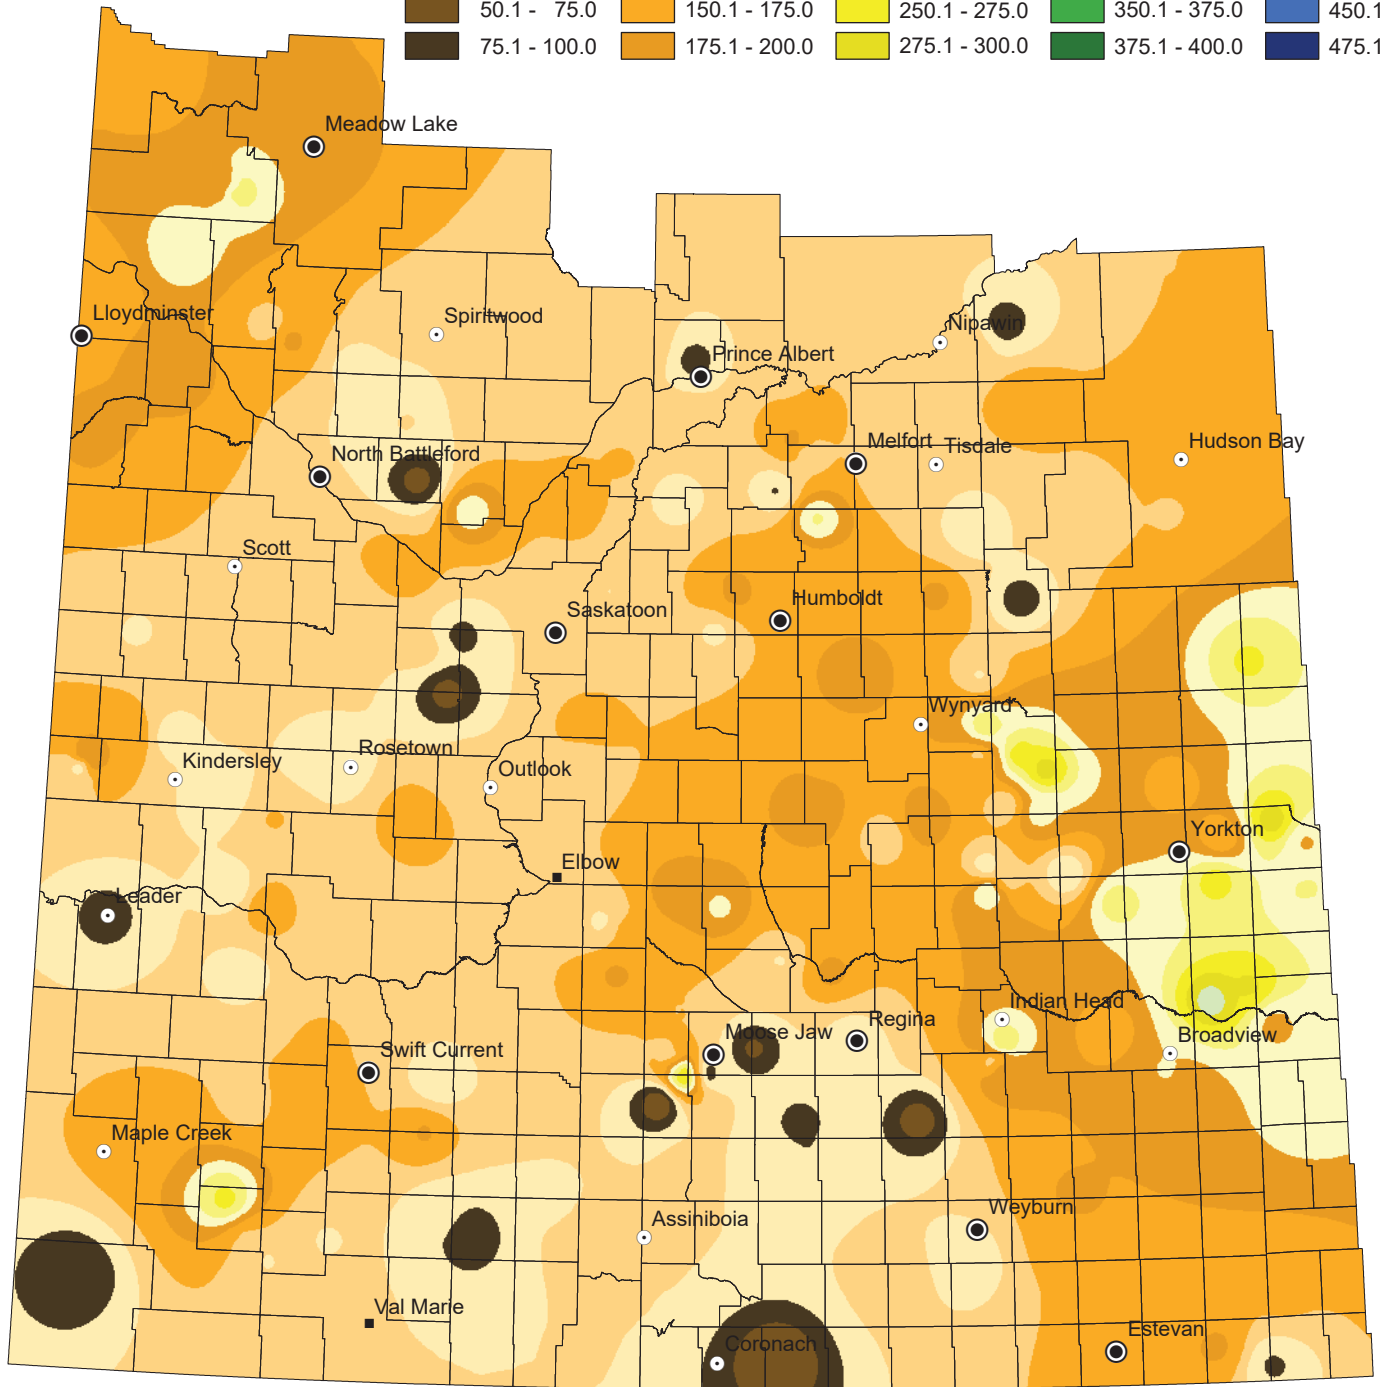 50.1 - 75.0 150.1 - 175.0 250.1 - 275.0 350.1 - 375.0 450.1
75.1 - 100.0 175.1 - 200.0 275.1 - 300.0 375.1 - 400.0 475.1
Meadow Lake
Lloydminster
Spiritwood
Nipawin
Prince Albert
Melfort
Tisdale
Hudson Bay
North Battleford
Scott
Saskatoon
Humboldt
Wynyard
Rosetown
Kindersley
Outlook
Yorkton
Elbow
Leader
Indian Head
Regina
Moose Jaw
Broadview
Swift Current
Maple Creek
Weyburn
Assiniboia
Val Marie
Estevan
Coronach